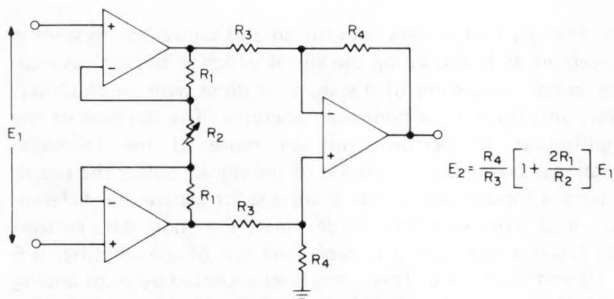 +
-
R₃
R₄
R₁
E₁
R₂
-
+
E₂ = R₄/R₃ [1 + 2R₁/R₂] E₁
R₁
-
+
R₃
R₄